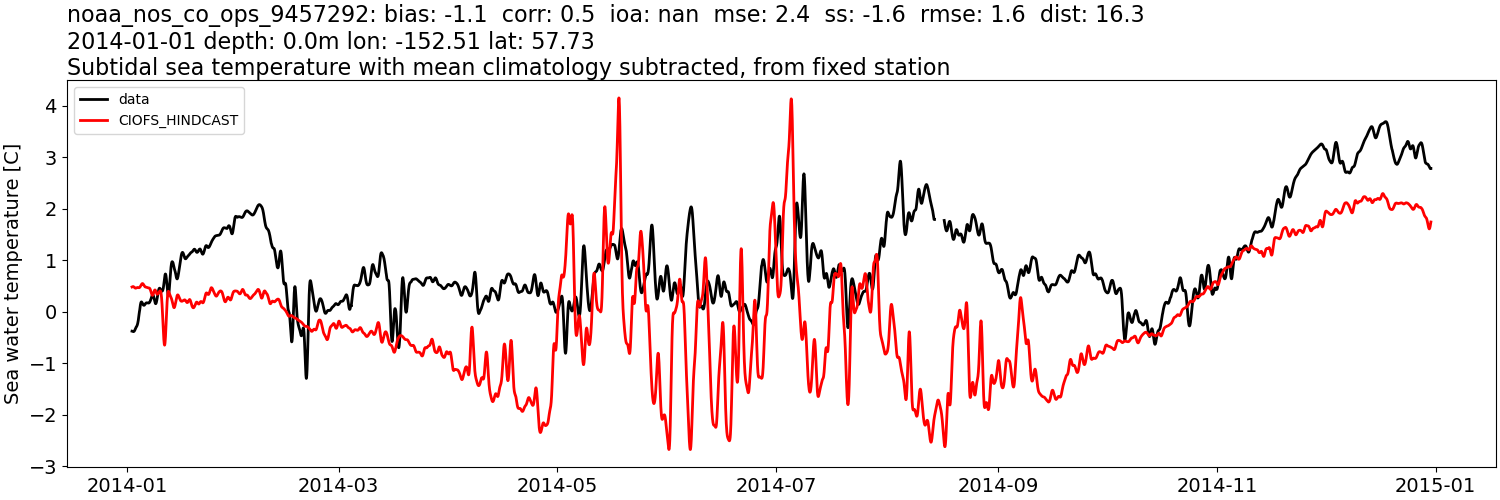 noaa_nos_co_ops_9457292: bias: -1.1  corr: 0.5  ioa: nan  mse: 2.4  ss: -1.6  rmse: 1.6  dist: 16.3
2014-01-01 depth: 0.0m lon: -152.51 lat: 57.73
Subtidal sea temperature with mean climatology subtracted, from fixed station
data
CIOFS_HINDCAST
Sea water temperature [C]
4
3
2
1
0
−1
−2
−3
2014-01
2014-03
2014-05
2014-07
2014-09
2014-11
2015-01